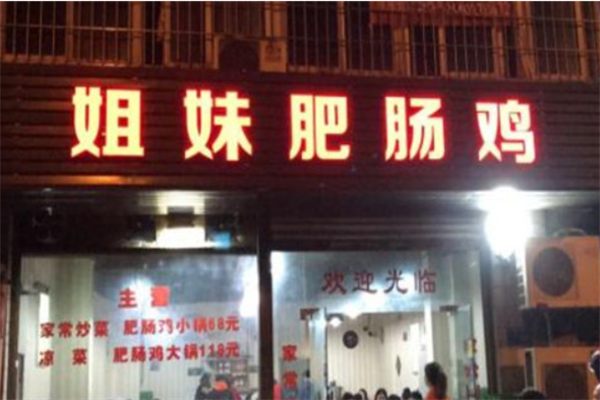 姐妹肥肠鸡
主营
家常炒菜 肥肠鸡小锅68元
凉菜 肥肠鸡大锅118元
欢迎光临
家常